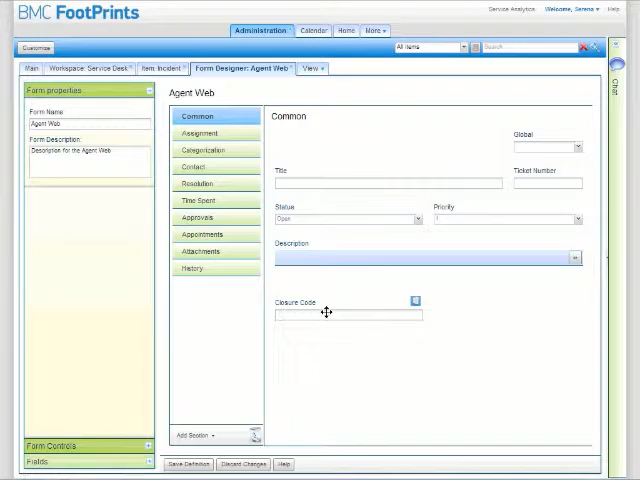 BMC FootPrints
Service Analytics Welcome, Serena Help
Administration Calendar Home More
Customize All Items Search
Main Workspace: Service Desk Item: Incident Form Designer: Agent Web View
Chat
Form properties
Form Name
Agent Web
Form Description:
Description for the Agent Web
Form Controls
Fields
Agent Web
Common
Assignment
Categorization
Contact
Resolution
Time Spent
Approvals
Appointments
Attachments
History
Add Section
Common
Global
Title
Ticket Number
Status
Open
Priority
1
Description
Closure Code
Save Definition Discard Changes Help